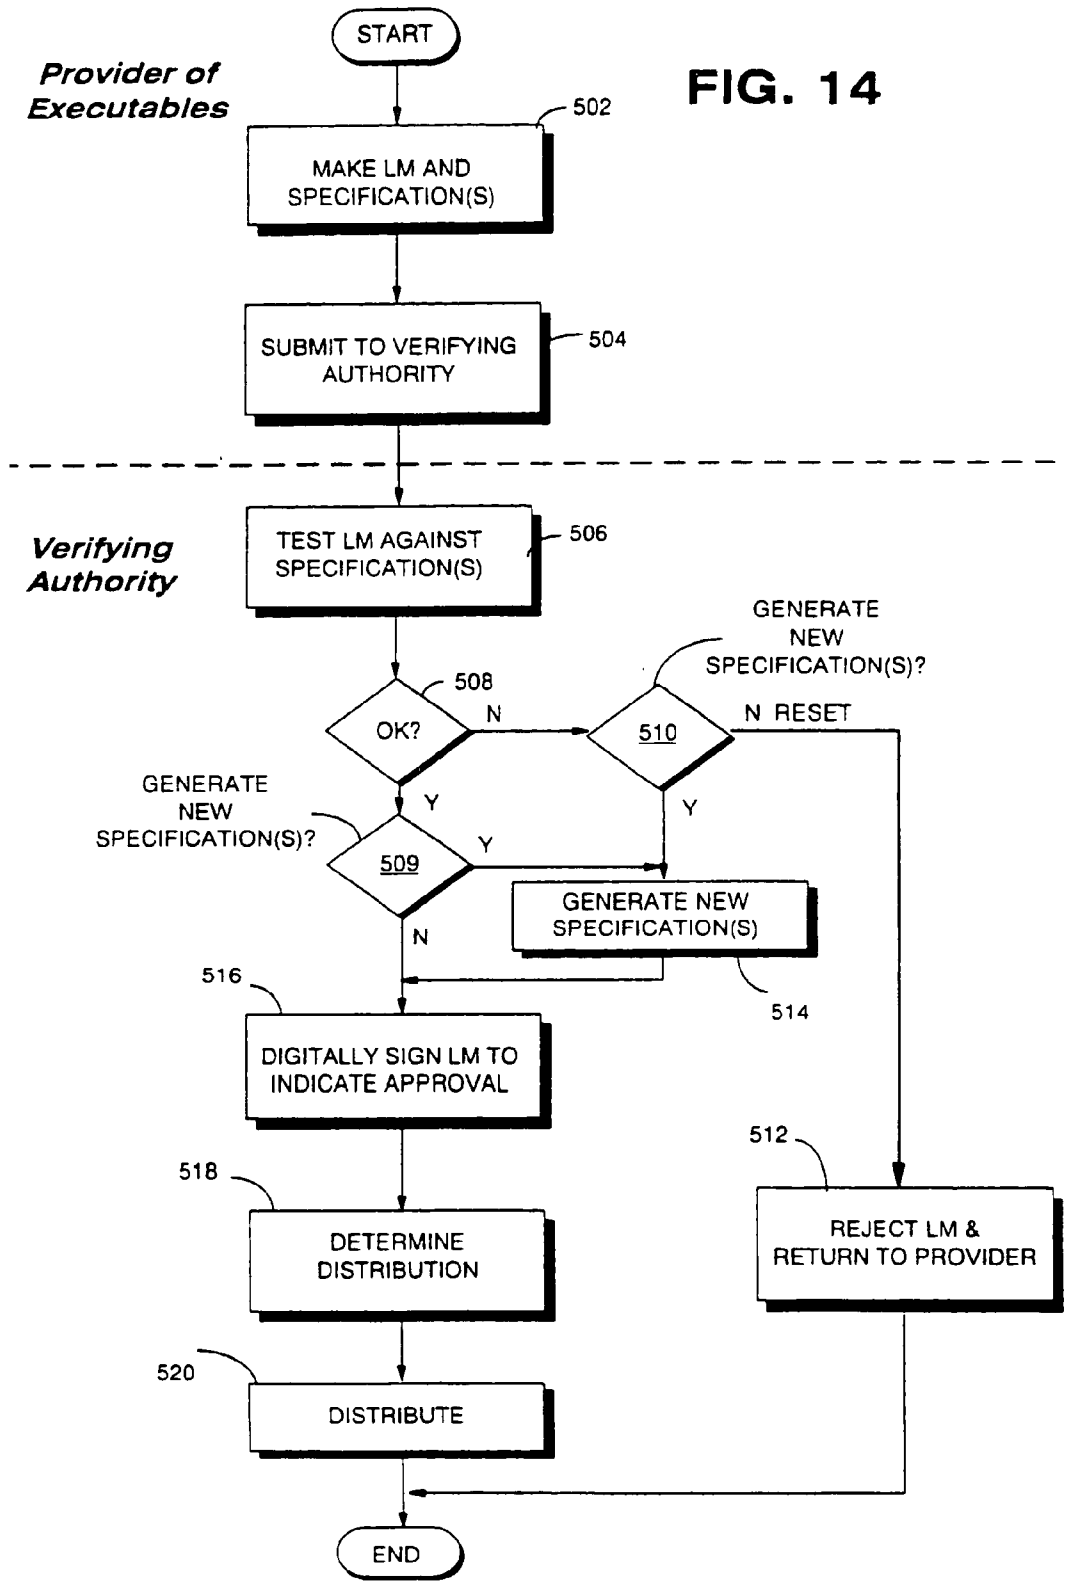 START
Provider of
Executables
FIG. 14
502
MAKE LM AND
SPECIFICATION(S)
504
SUBMIT TO VERIFYING
AUTHORITY
Verifying
Authority
506
TEST LM AGAINST
SPECIFICATION(S)
GENERATE
NEW
SPECIFICATION(S)?
508
OK?
N
510
N RESET
Y
GENERATE
NEW
SPECIFICATION(S)?
509
Y
Y
N
GENERATE NEW
SPECIFICATION(S)
514
516
DIGITALLY SIGN LM TO
INDICATE APPROVAL
512
REJECT LM &
RETURN TO PROVIDER
518
DETERMINE
DISTRIBUTION
520
DISTRIBUTE
END